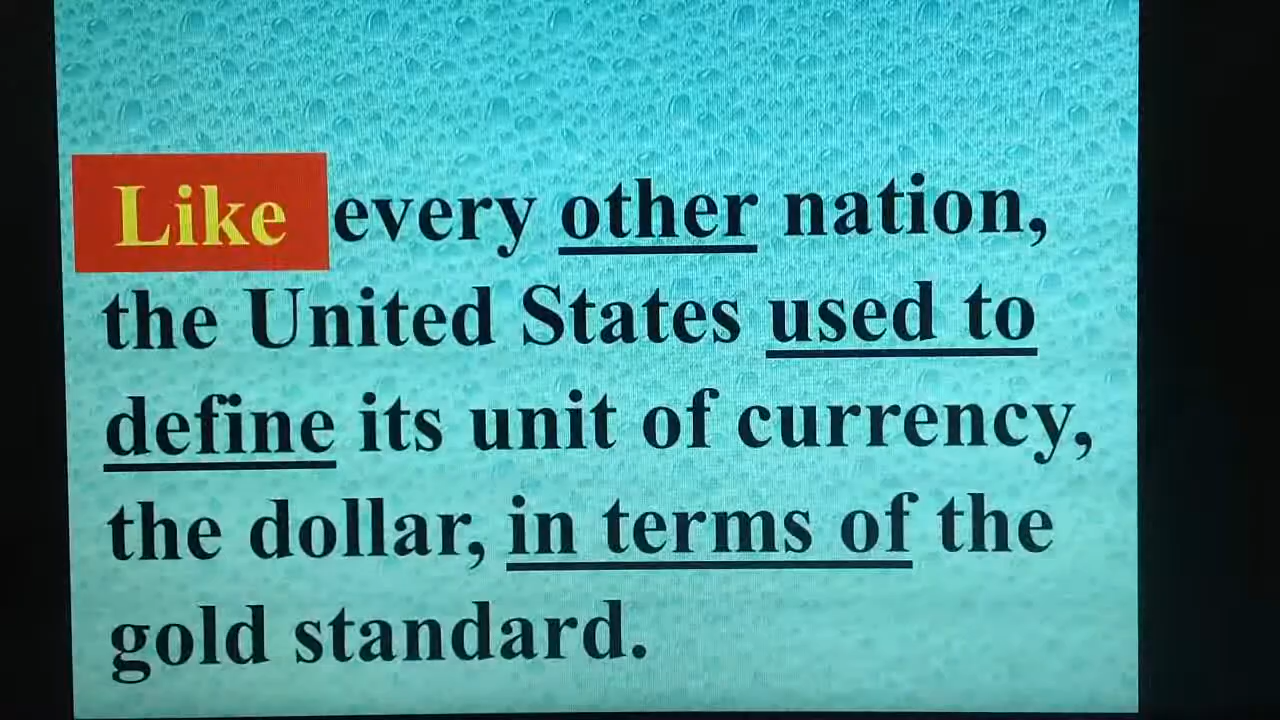 Like every other nation,
the United States used to
define its unit of currency,
the dollar, in terms of the
gold standard.